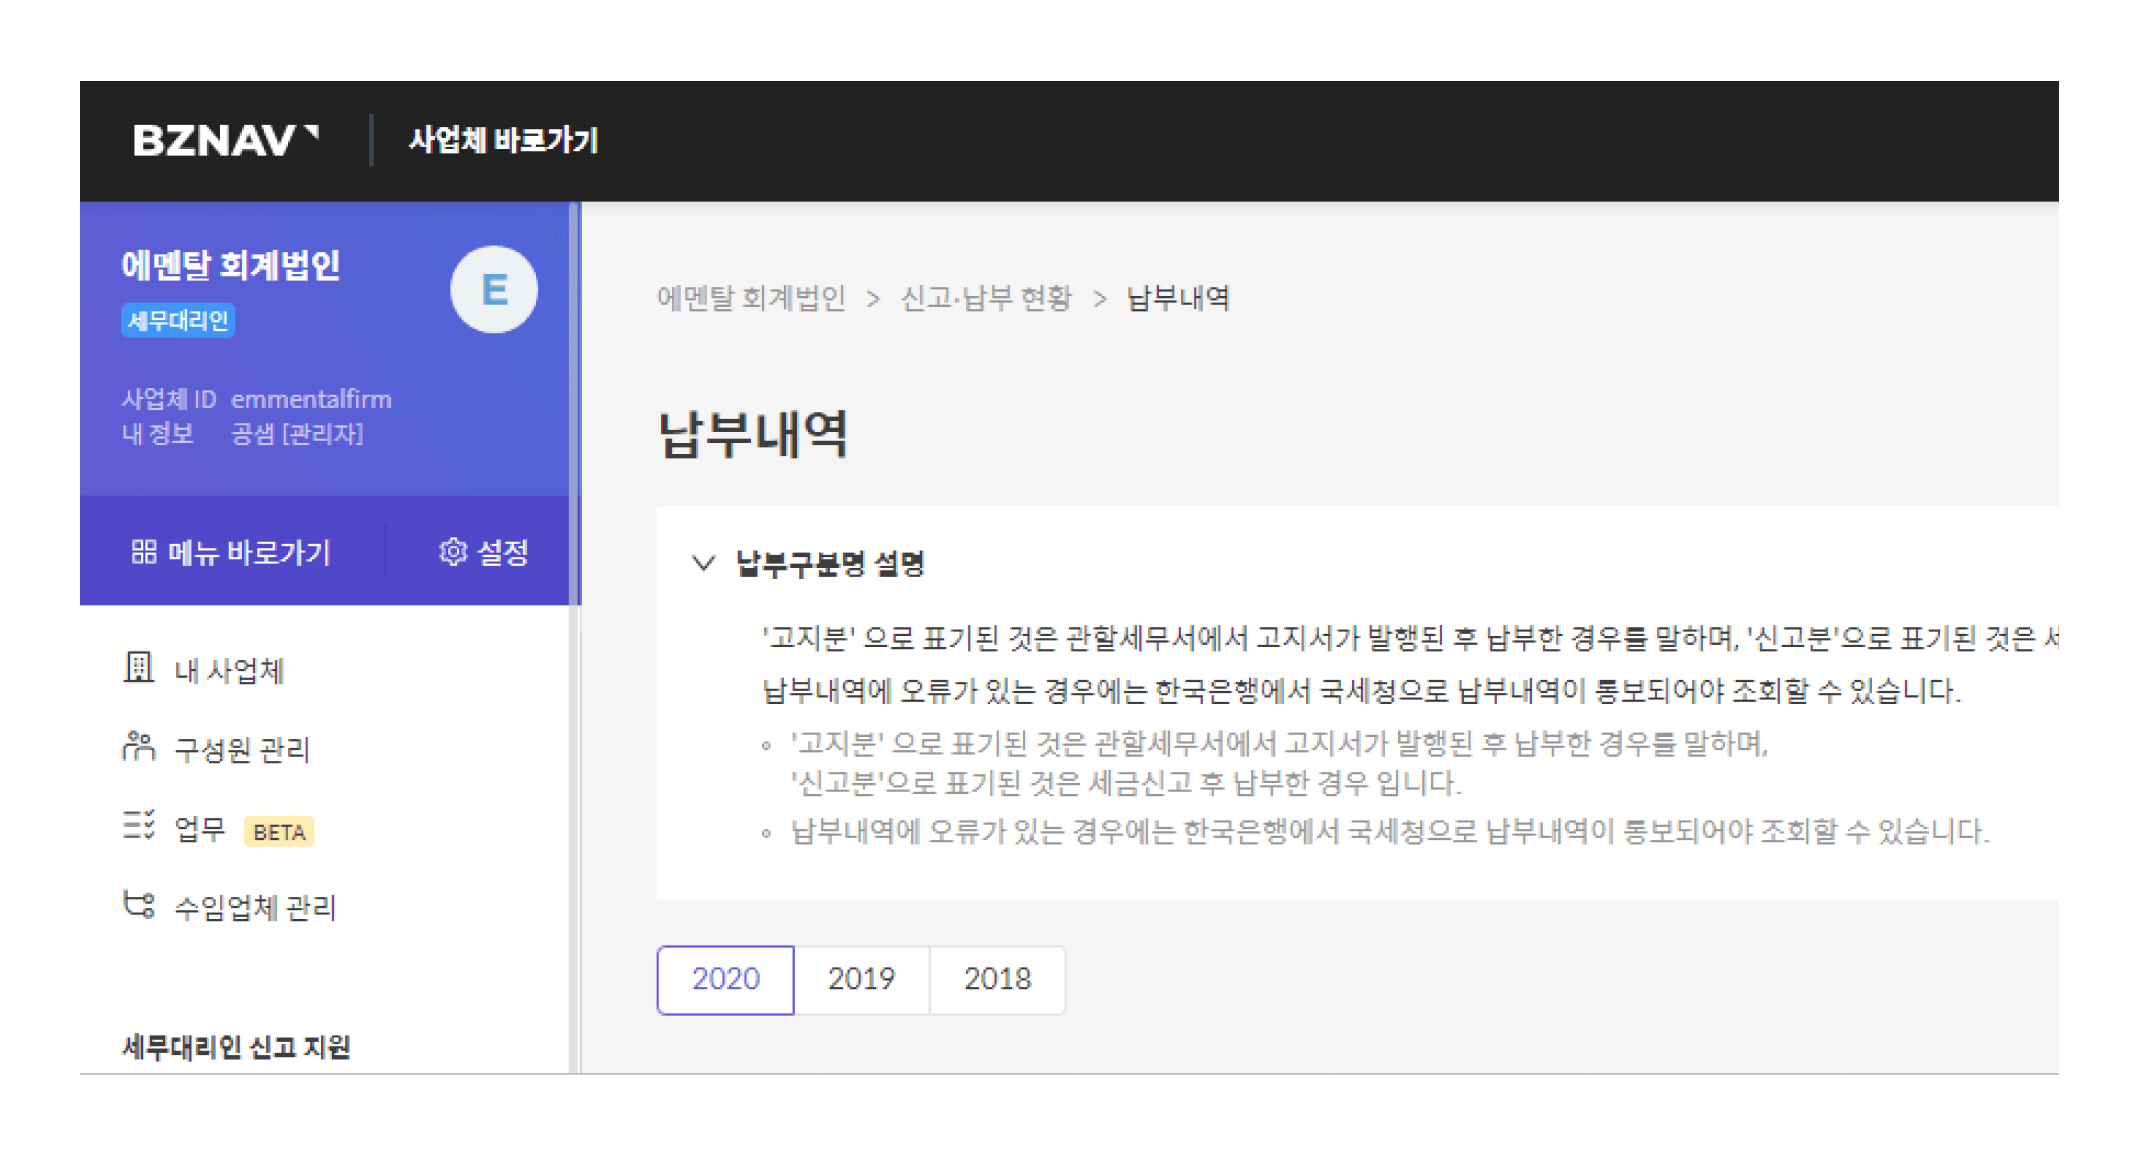 BZNAV
사업체 바로가기
에멘탈 회계법인
E
세무대리인
사업체 ID emmentalfirm
내 정보 공샘 [관리자]
메뉴 바로가기
설정
내 사업체
구성원 관리
업무 BETA
수임업체 관리
세무대리인 신고 지원
에멘탈 회계법인 > 신고·납부 현황 > 납부내역
납부내역
납부구분명 설명
'고지분' 으로 표기된 것은 관할세무서에서 고지서가 발행된 후 납부한 경우를 말하며, '신고분'으로 표기된 것은
납부내역에 오류가 있는 경우에는 한국은행에서 국세청으로 납부내역이 통보되어야 조회할 수 있습니다.
◦ '고지분' 으로 표기된 것은 관할세무서에서 고지서가 발행된 후 납부한 경우를 말하며,
'신고분'으로 표기된 것은 세금신고 후 납부한 경우 입니다.
◦ 납부내역에 오류가 있는 경우에는 한국은행에서 국세청으로 납부내역이 통보되어야 조회할 수 있습니다.
2020 2019 2018